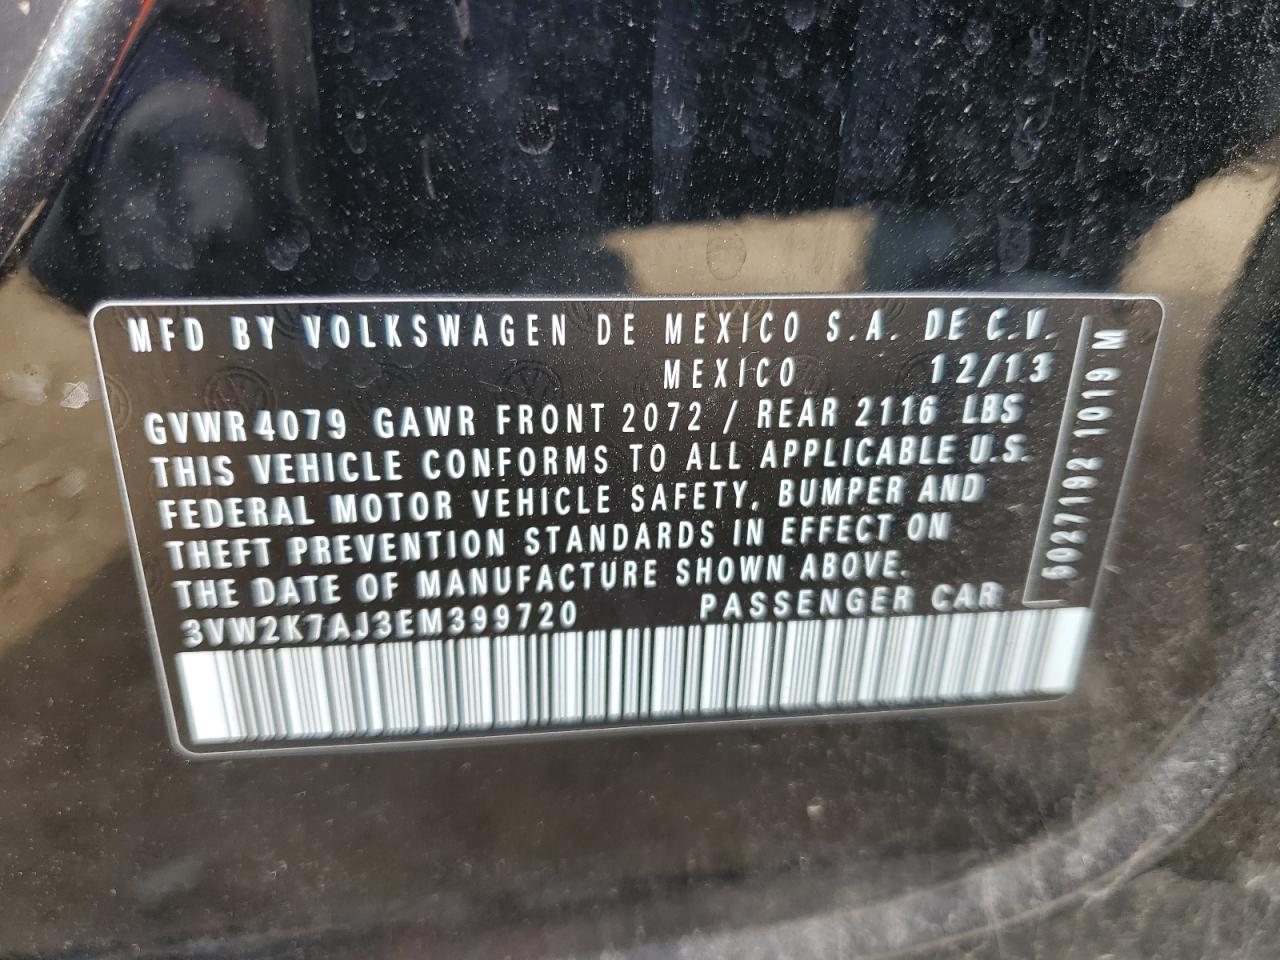 MFD BY VOLKSWAGEN DE MEXICO S.A. DE C.V.
MEXICO 12/13
GVWR 4079 GAWR FRONT 2072 / REAR 2116 LBS
THIS VEHICLE CONFORMS TO ALL APPLICABLE U.S.
FEDERAL MOTOR VEHICLE SAFETY, BUMPER AND
THEFT PREVENTION STANDARDS IN EFFECT ON
THE DATE OF MANUFACTURE SHOWN ABOVE.
3VW2K7AJ3EM399720 PASSENGER CAR
5027192 1019 M